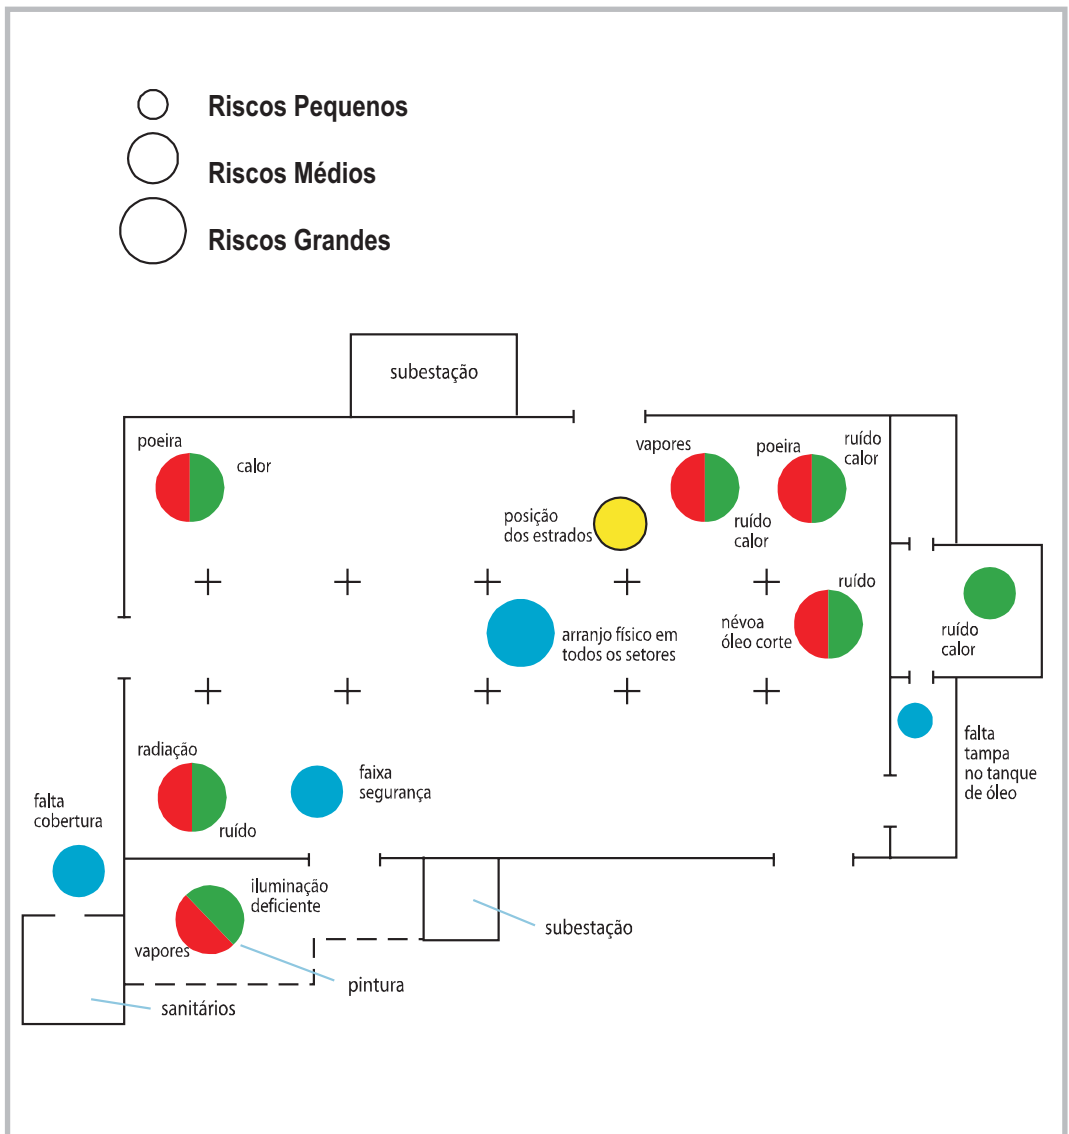 Riscos Pequenos
Riscos Médios
Riscos Grandes
subestação
poeira
calor
vapores
ruído
calor
poeira
ruído
calor
posição
dos estrados
arranjo físico em
todos os setores
névoa
óleo corte
ruído
ruído
calor
radiação
ruído
faixa
segurança
falta
tampa
no tanque
de óleo
falta
cobertura
iluminação
deficiente
vapores
pintura
subestação
sanitários